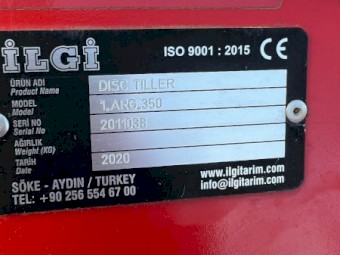 İLGİ ISO 9001 : 2015 CE
ÜRÜN ADI DISC TILLER
Product Name
MODEL 1.ARG.350
Model
SERI NO 2011038
Serial No
AĞIRLIK
Weight (KG)
TARİH 2020
Date
SÖKE - AYDIN / TURKEY www.ilgitarim.com
TEL: +90 256 554 67 00 info@ilgitarim.com